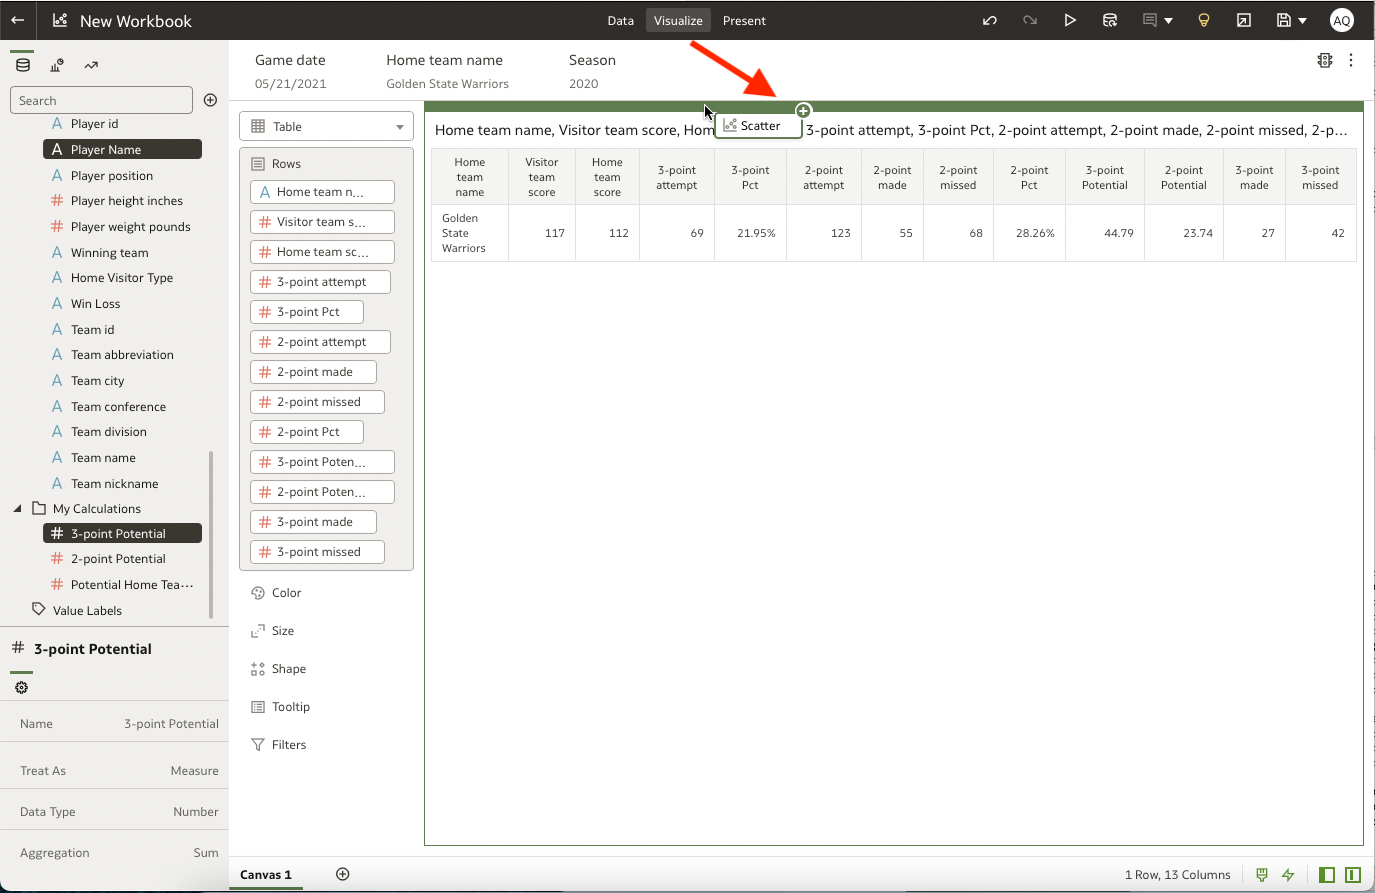 New Workbook
Data
Visualize
Present
AQ
Search
Player id
Player Name
Player position
Player height inches
Player weight pounds
Winning team
Home Visitor Type
Win Loss
Team id
Team abbreviation
Team city
Team conference
Team division
Team name
Team nickname
My Calculations
3-point Potential
2-point Potential
Potential Home Tea···
Value Labels
3-point Potential
Name 3-point Potential
Treat As Measure
Data Type Number
Aggregation Sum
Game date
05/21/2021
Home team name
Golden State Warriors
Season
2020
Table
Rows
Home team n...
Visitor team s...
Home team sc...
3-point attempt
3-point Pct
2-point attempt
2-point made
2-point missed
2-point Pct
3-point Poten...
2-point Poten...
3-point made
3-point missed
Color
Size
Shape
Tooltip
Filters
Scatter
Home team name, Visitor team score, Hom 3-point attempt, 3-point Pct, 2-point attempt, 2-point made, 2-point missed, 2-p...
Home team name
Visitor team score
Home team score
3-point attempt
3-point Pct
2-point attempt
2-point made
2-point missed
2-point Pct
3-point Potential
2-point Potential
3-point made
3-point missed
Golden State Warriors
117
112
69
21.95%
123
55
68
28.26%
44.79
23.74
27
42
Canvas 1
1 Row, 13 Columns